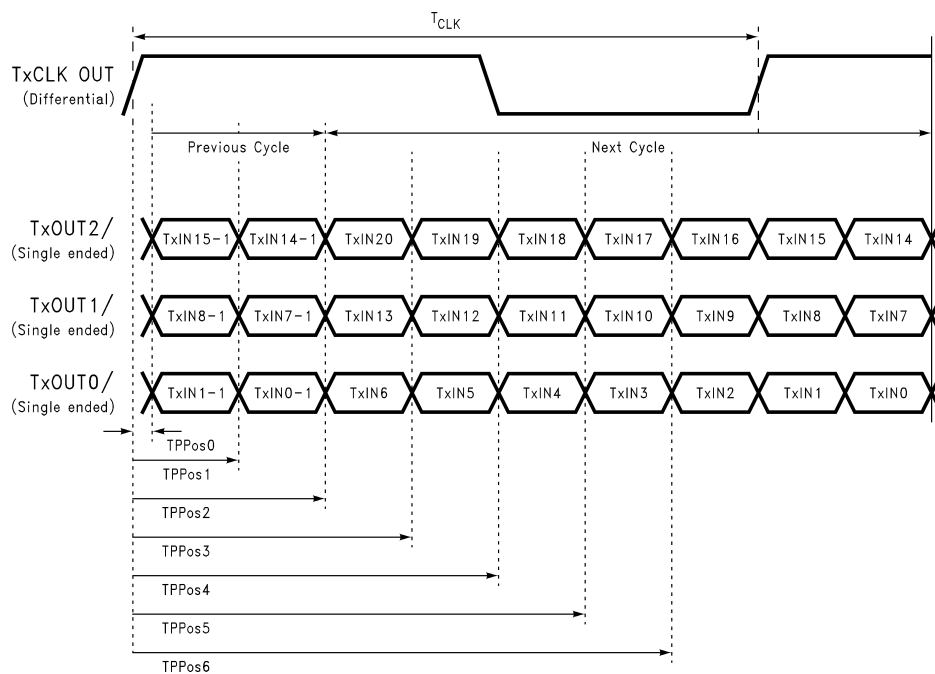 T_CLK
TxCLK OUT
(Differential)
Previous Cycle
Next Cycle
TxOUT2/
(Single ended)
TxIN15-1 TxIN14-1 TxIN20 TxIN19 TxIN18 TxIN17 TxIN16 TxIN15 TxIN14
TxOUT1/
(Single ended)
TxIN8-1 TxIN7-1 TxIN13 TxIN12 TxIN11 TxIN10 TxIN9 TxIN8 TxIN7
TxOUT0/
(Single ended)
TxIN1-1 TxIN0-1 TxIN6 TxIN5 TxIN4 TxIN3 TxIN2 TxIN1 TxIN0
TPPos0
TPPos1
TPPos2
TPPos3
TPPos4
TPPos5
TPPos6